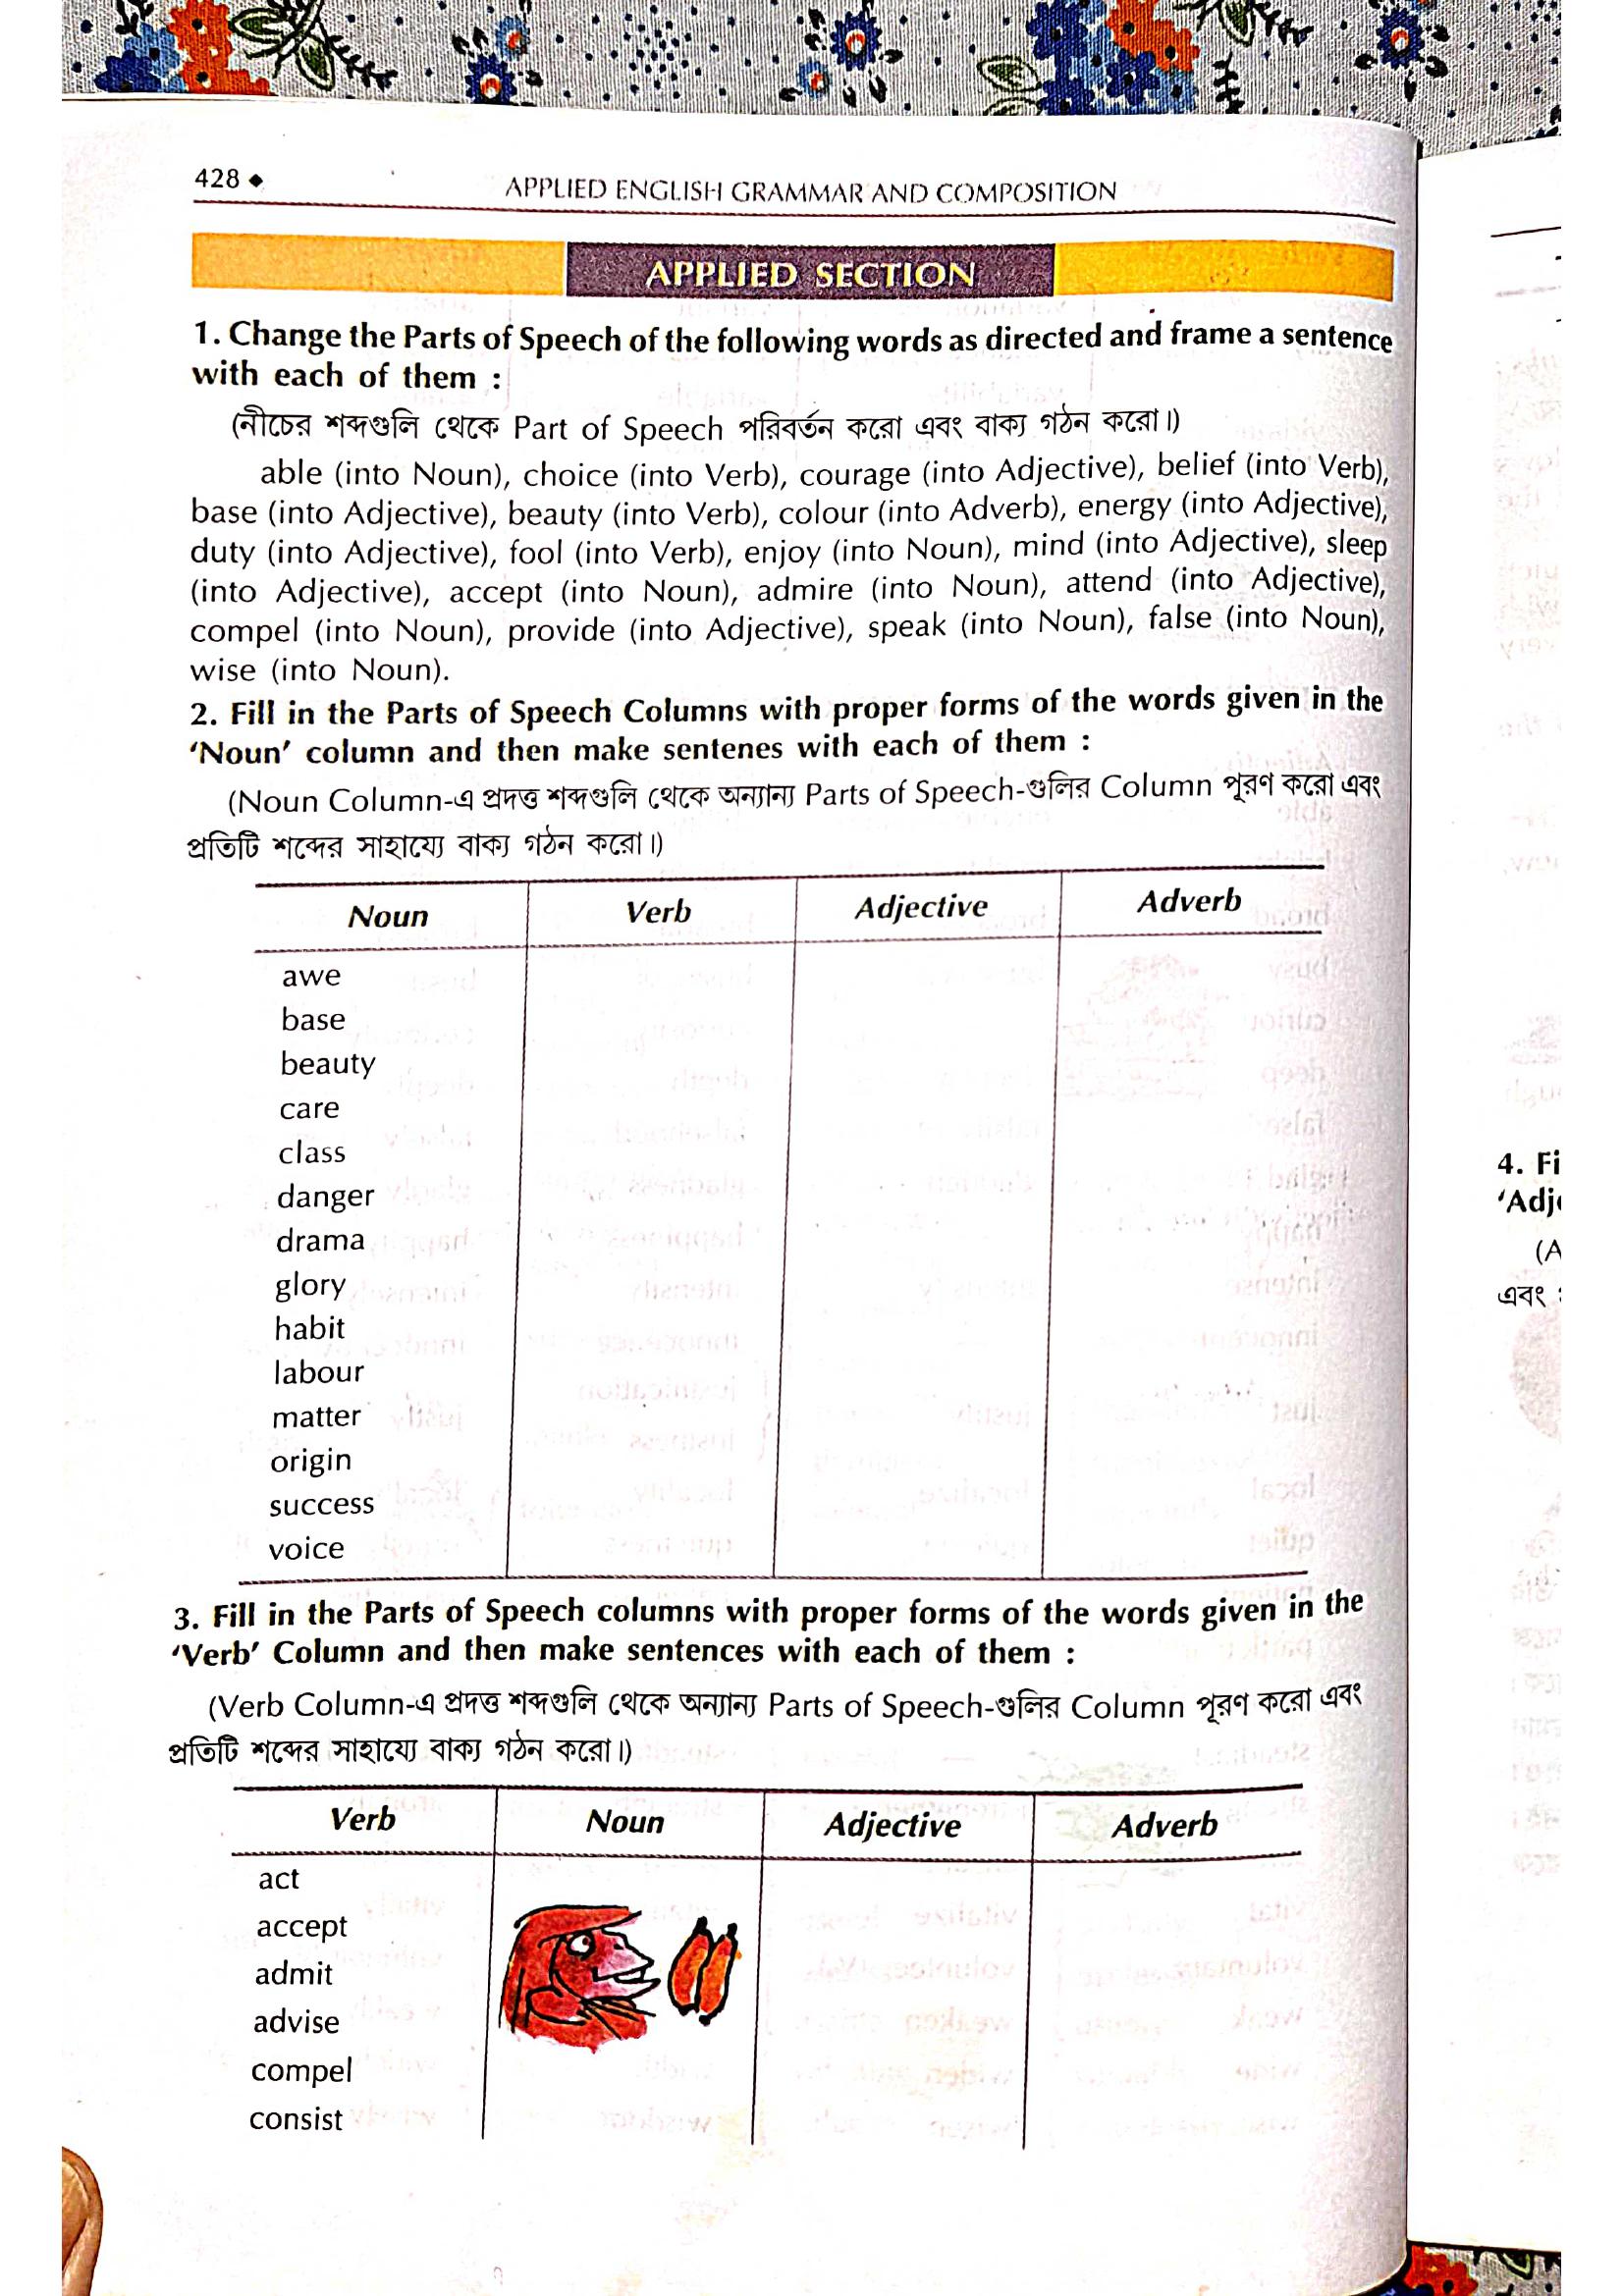 428 ◆ APPLIED ENGLISH GRAMMAR AND COMPOSITION
APPLIED SECTION
1. Change the Parts of Speech of the following words as directed and frame a sentence
with each of them :
(নীচের শব্দগুলি থেকে Part of Speech পরিবর্তন করো এবং বাক্য গঠন করো।)
able (into Noun), choice (into Verb), courage (into Adjective), belief (into Verb),
base (into Adjective), beauty (into Verb), colour (into Adverb), energy (into Adjective),
duty (into Adjective), fool (into Verb), enjoy (into Noun), mind (into Adjective), sleep
(into Adjective), accept (into Noun), admire (into Noun), attend (into Adjective),
compel (into Noun), provide (into Adjective), speak (into Noun), false (into Noun),
wise (into Noun).
2. Fill in the Parts of Speech Columns with proper forms of the words given in the
‘Noun’ column and then make sentenes with each of them :
(Noun Column-এ প্রদত্ত শব্দগুলি থেকে অন্যান্য Parts of Speech-গুলির Column পূরণ করো এবং
প্রতিটি শব্দের সাহায্যে বাক্য গঠন করো।)
Noun Verb Adjective Adverb
awe
base
beauty
care
class
danger
drama
glory
habit
labour
matter
origin
success
voice
3. Fill in the Parts of Speech columns with proper forms of the words given in the
‘Verb’ Column and then make sentences with each of them :
(Verb Column-এ প্রদত্ত শব্দগুলি থেকে অন্যান্য Parts of Speech-গুলির Column পূরণ করো এবং
প্রতিটি শব্দের সাহায্যে বাক্য গঠন করো।)
Verb Noun Adjective Adverb
act
accept
admit
advise
compel
consist
4. Fi
‘Adj
(A
এবং